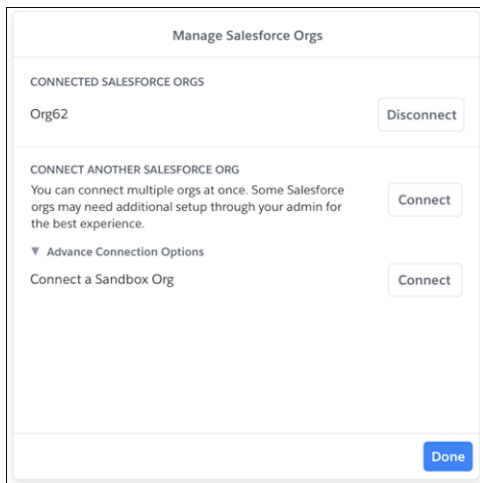 Manage Salesforce Orgs
CONNECTED SALESFORCE ORGS
Org62
Disconnect
CONNECT ANOTHER SALESFORCE ORG
You can connect multiple orgs at once. Some Salesforce
orgs may need additional setup through your admin for
the best experience.
Connect
▼ Advance Connection Options
Connect a Sandbox Org
Connect
Done